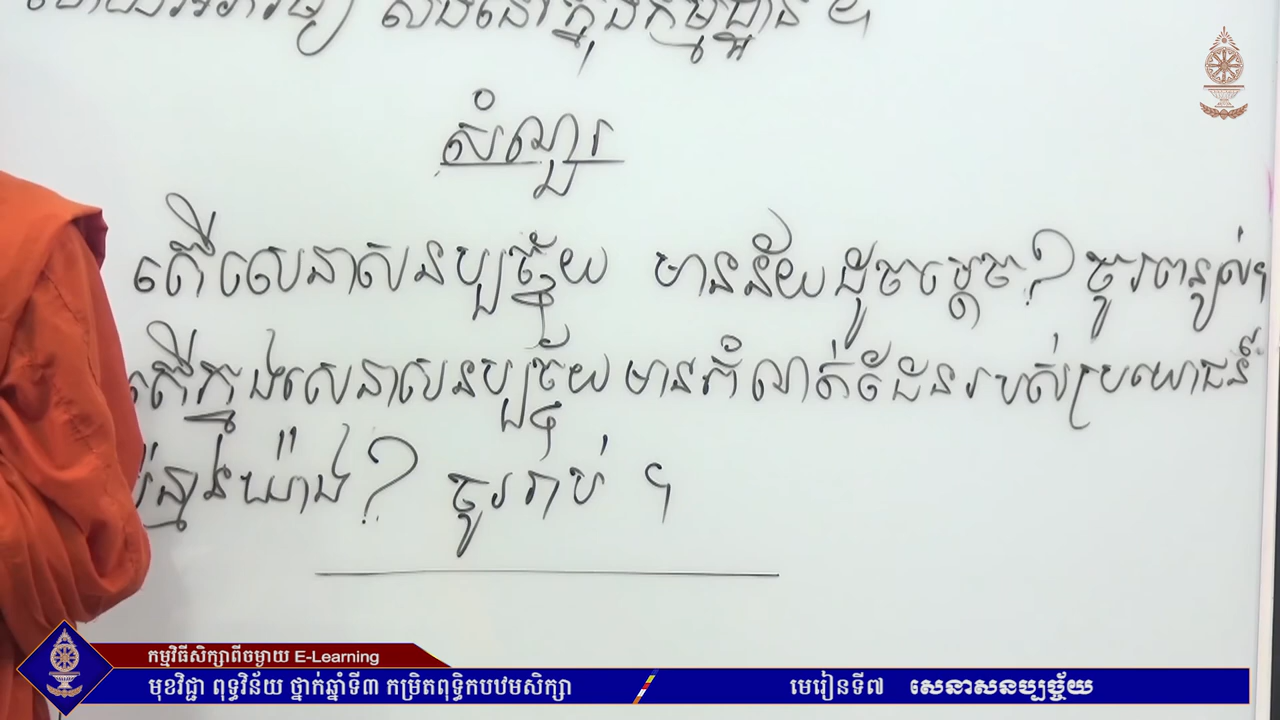 សំណួរ
តើសេនាសនប្បច្ច័យ មានន័យដូចម្តេច? ចូរពន្យល់។
តើក្នុងសេនាសនប្បច្ច័យមានកំណត់ចំនែនរបស់ប្រយោជន៍
ប៉ុន្មានយ៉ាង? ចូររាប់ ។
កម្មវិធីសិក្សាពីចម្ងាយ E-Learning
មុខវិជ្ជា ពុទ្ធវិន័យ ថ្នាក់ឆ្នាំទី៣ កម្រិតពុទ្ធិកបឋមសិក្សា មេរៀនទី៧ សេនាសនប្បច្ច័យ